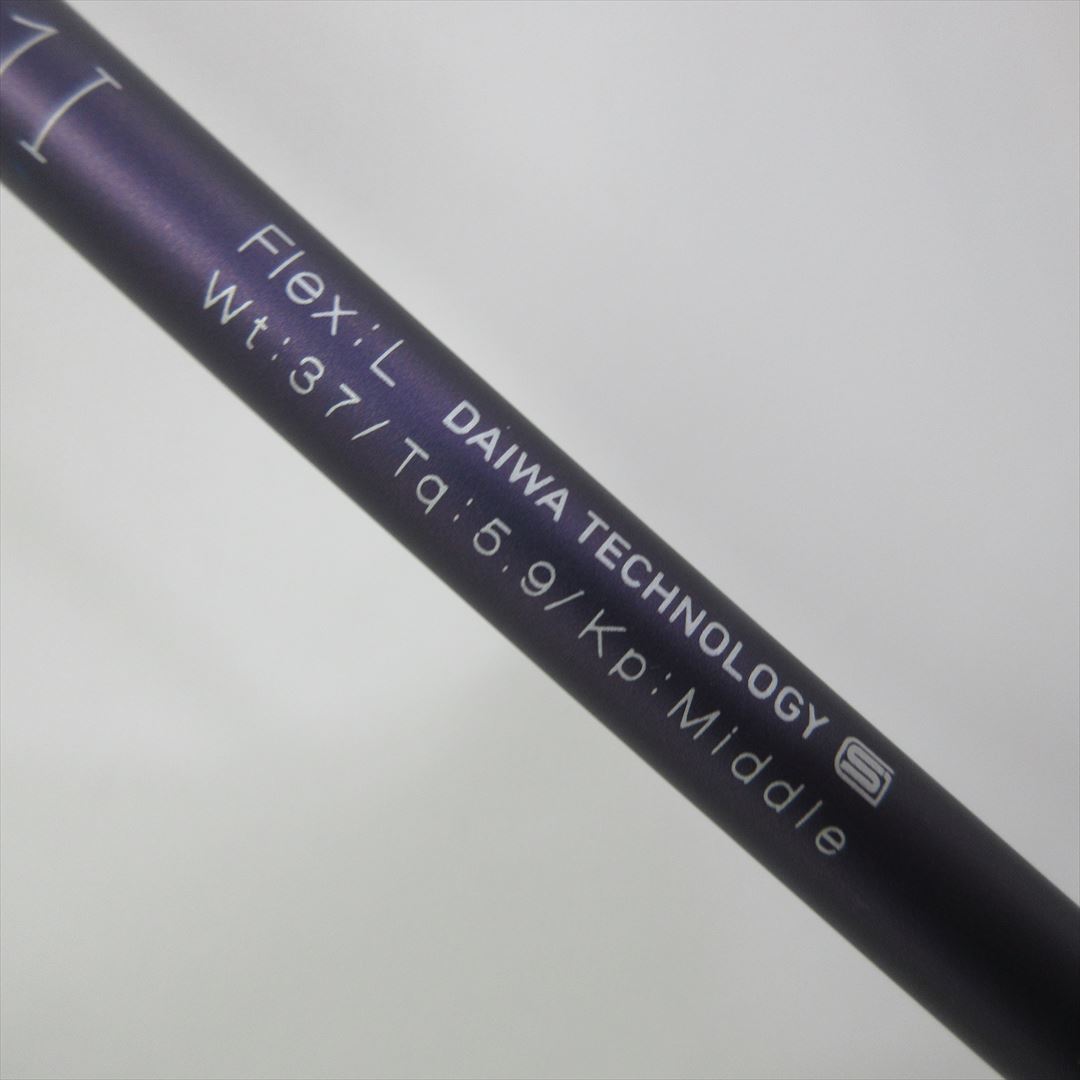 Flex:L
Wt:37/Tq:5.9/Kp:Middle
DAIWA TECHNOLOGY